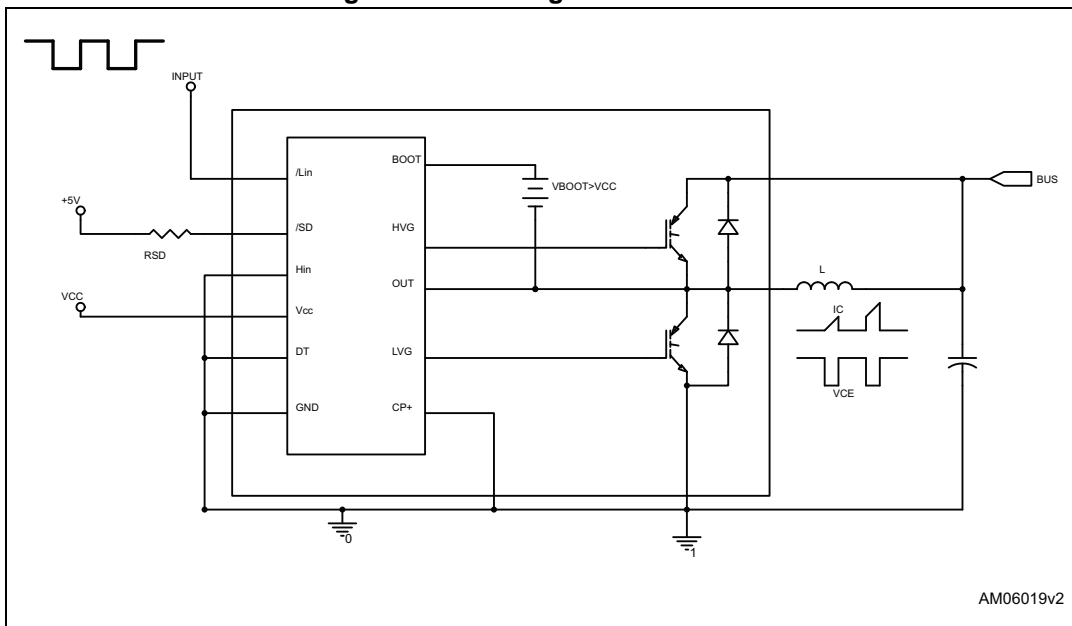 INPUT
/Lin
BOOT
VBOOT>VCC
BUS
+5V
/SD
HVG
RSD
Hin
OUT
L
VCC
Vcc
IC
DT
LVG
VCE
GND
CP+
0
1
AM06019v2